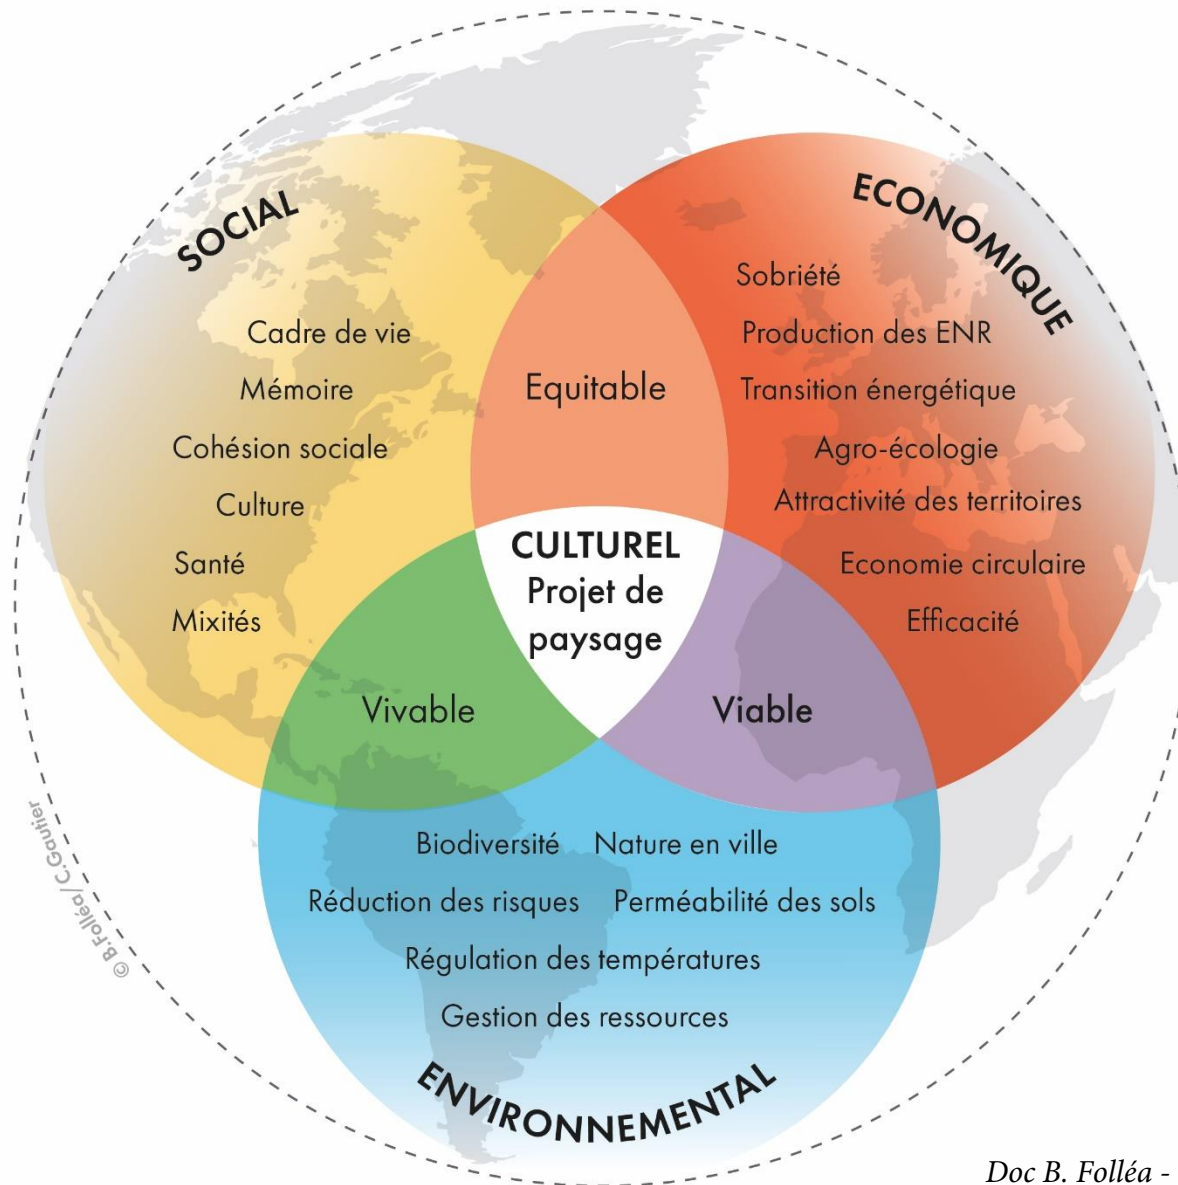 SOCIAL
Cadre de vie
Mémoire
Cohésion sociale
Culture
Santé
Mixités
ECONOMIQUE
Sobriété
Production des ENR
Transition énergétique
Agro-écologie
Attractivité des territoires
Economie circulaire
Efficacité
Equitable
CULTUREL
Projet de
paysage
Vivable
Viable
Biodiversité
Nature en ville
Réduction des risques
Perméabilité des sols
Régulation des températures
Gestion des ressources
ENVIRONNEMENTAL
© B.Folléa/C.Gautier
Doc B. Folléa -